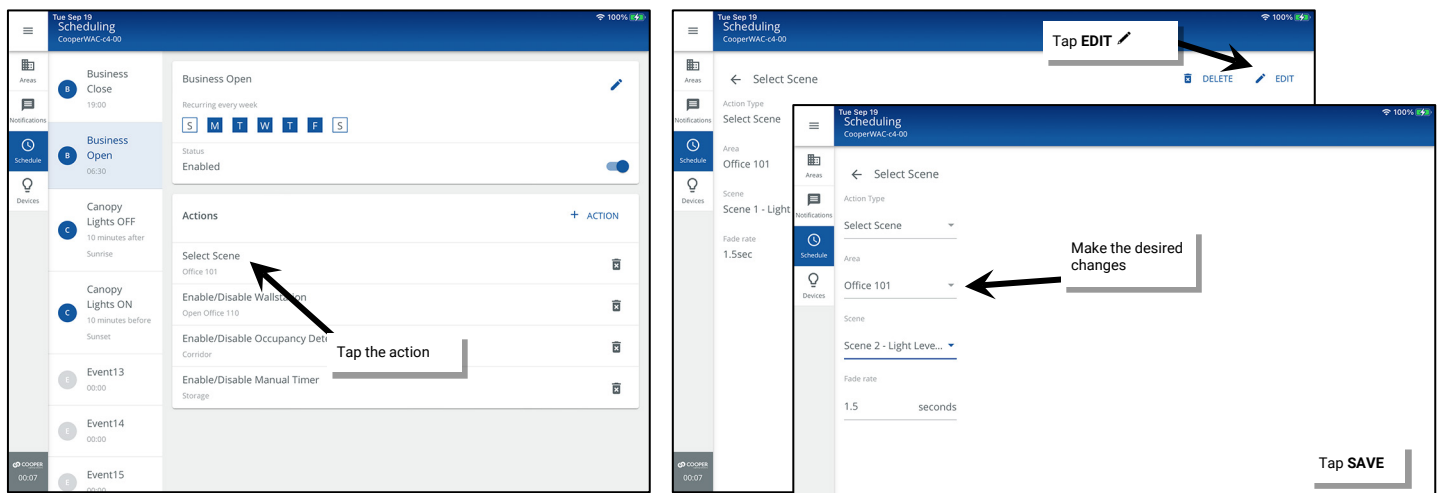 Tue Sep 19
100%
Scheduling
CooperWAC-c4-00
Areas
Notifications
Schedule
Devices
COOPER
00:07
B
Business
Close
19:00
B
Business
Open
06:30
C
Canopy
Lights OFF
10 minutes after
Sunrise
C
Canopy
Lights ON
10 minutes before
Sunset
E
Event13
00:00
E
Event14
00:00
E
Event15
00:00
Business Open
Recurring every week
S M T W T F S
Status
Enabled
Actions
+ ACTION
Select Scene
Office 101
Enable/Disable Wallstation
Open Office 110
Enable/Disable Occupancy Dete
Corridor
Enable/Disable Manual Timer
Storage
Tap the action
Tue Sep 19
100%
Scheduling
CooperWAC-c4-00
Tap EDIT
Areas
Notifications
Schedule
Devices
COOPER
00:07
← Select Scene
DELETE
EDIT
Action Type
Select Scene
Area
Office 101
Scene
Scene 1 - Light
Fade rate
1.5sec
Tue Sep 19
100%
Scheduling
CooperWAC-c4-00
Areas
Notifications
Schedule
Devices
← Select Scene
Action Type
Select Scene
Area
Office 101
Scene
Scene 2 - Light Leve...
Fade rate
1.5 seconds
Make the desired
changes
Tap SAVE